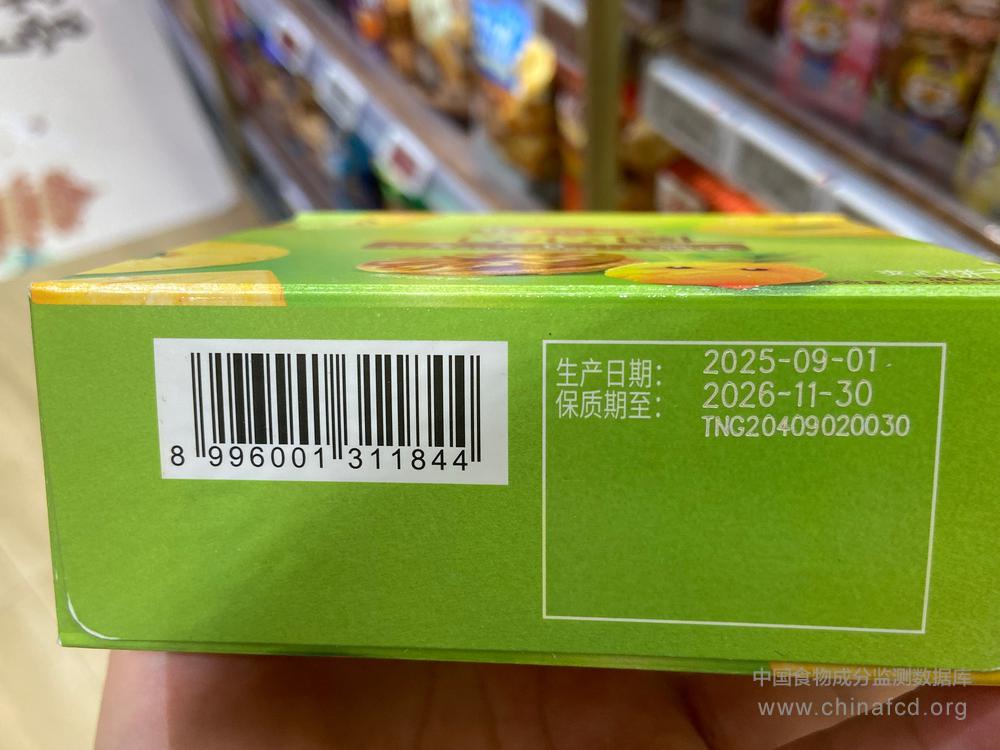 8 996001 311844
生产日期： 2025-09-01
保质期至： 2026-11-30
TNG20409020030
中国食物成分监测数据库
www.chinafcd.org